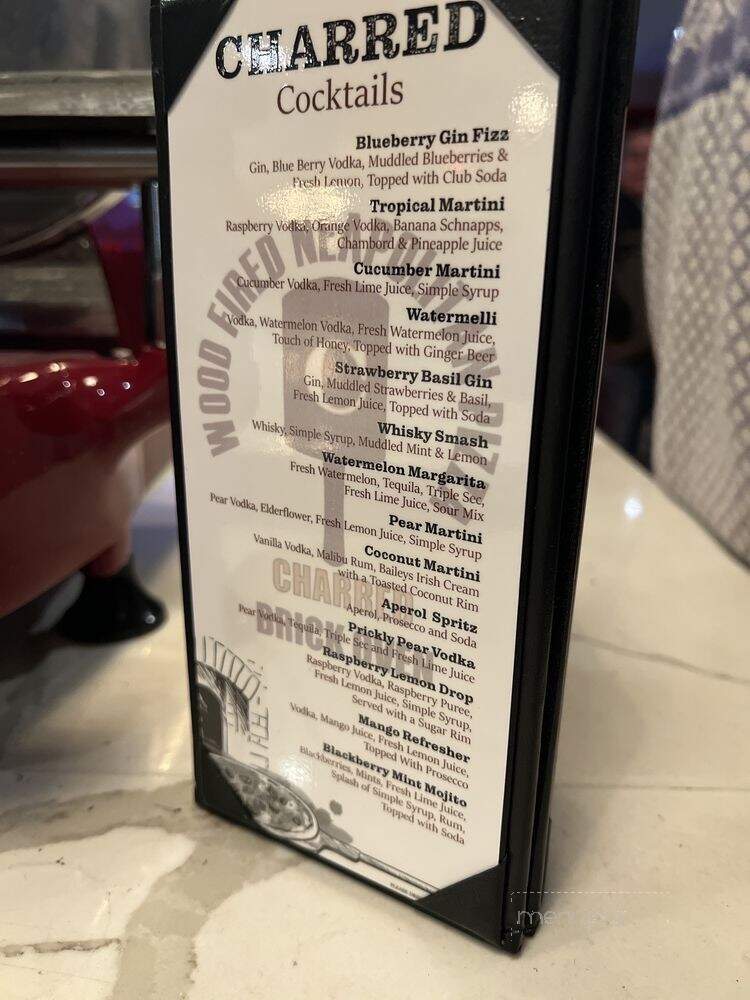 CHARRED
Cocktails
Blueberry Gin Fizz
Gin, Blue Berry Vodka, Muddled Blueberries &
Fresh Lemon, Topped with Club Soda
Tropical Martini
Raspberry Vodka, Orange Vodka, Banana Schnapps,
Chambord & Pineapple Juice
Cucumber Martini
Cucumber Vodka, Fresh Lime Juice, Simple Syrup
Watermelli
Vodka, Watermelon Vodka, Fresh Watermelon Juice,
Touch of Honey, Topped with Ginger Beer
Strawberry Basil Gin
Gin, Muddled Strawberries & Basil,
Fresh Lemon Juice, Topped with Soda
Whisky Smash
Whisky, Simple Syrup, Muddled Mint & Lemon
Watermelon Margarita
Fresh Watermelon, Tequila, Triple Sec,
Fresh Lime Juice, Sour Mix
Pear Martini
Pear Vodka, Elderflower, Fresh Lemon Juice, Simple Syrup
Coconut Martini
Vanilla Vodka, Malibu Rum, Baileys Irish Cream
with a Toasted Coconut Rim
Aperol Spritz
Aperol, Prosecco and Soda
Prickly Pear Vodka
Pear Vodka, Tequila, Triple Sec and Fresh Lime Juice
Raspberry Lemon Drop
Raspberry Vodka, Raspberry Puree,
Fresh Lemon Juice, Simple Syrup,
Served with a Sugar Rim
Mango Refresher
Vodka, Mango Juice, Fresh Lemon Juice,
Topped With Prosecco
Blackberry Mint Mojito
Blackberries, Mints, Fresh Lime Juice,
Splash of Simple Syrup, Rum,
Topped with Soda
WOOD FIRED NEAPOLITAN PIZZA
CHARRED
BRICK OVEN